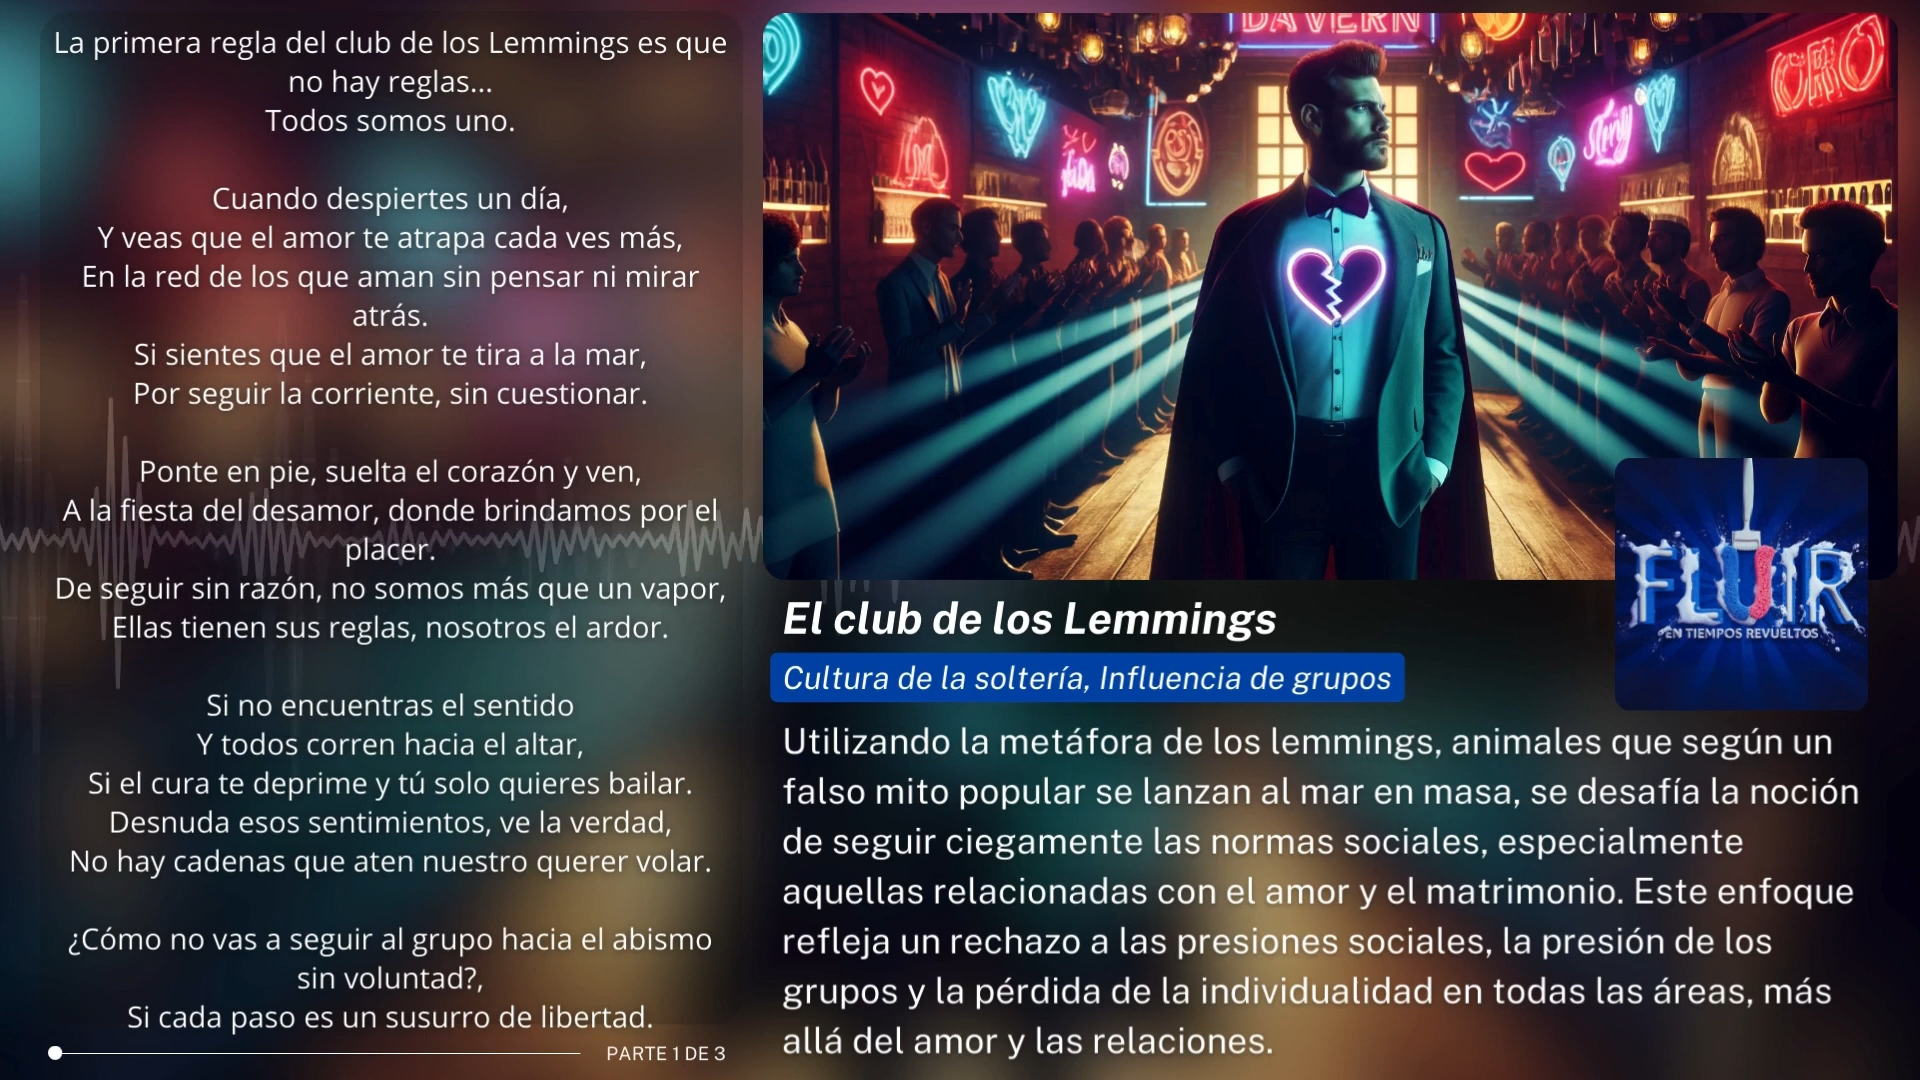 La primera regla del club de los Lemmings es que
no hay reglas...
Todos somos uno.
Cuando despiertes un día,
Y veas que el amor te atrapa cada ves más,
En la red de los que aman sin pensar ni mirar
atrás.
Si sientes que el amor te tira a la mar,
Por seguir la corriente, sin cuestionar.
Ponte en pie, suelta el corazón y ven,
A la fiesta del desamor, donde brindamos por el
placer.
De seguir sin razón, no somos más que un vapor,
Ellas tienen sus reglas, nosotros el ardor.
Si no encuentras el sentido
Y todos corren hacia el altar,
Si el cura te deprime y tú solo quieres bailar.
Desnuda esos sentimientos, ve la verdad,
No hay cadenas que aten nuestro querer volar.
¿Cómo no vas a seguir al grupo hacia el abismo
sin voluntad?,
Si cada paso es un susurro de libertad.
PARTE 1 DE 3
DAVERN
FLUIR
EN TIEMPOS REVUELTOS
El club de los Lemmings
Cultura de la soltería, Influencia de grupos
Utilizando la metáfora de los lemmings, animales que según un
falso mito popular se lanzan al mar en masa, se desafía la noción
de seguir ciegamente las normas sociales, especialmente
aquellas relacionadas con el amor y el matrimonio. Este enfoque
refleja un rechazo a las presiones sociales, la presión de los
grupos y la pérdida de la individualidad en todas las áreas, más
allá del amor y las relaciones.